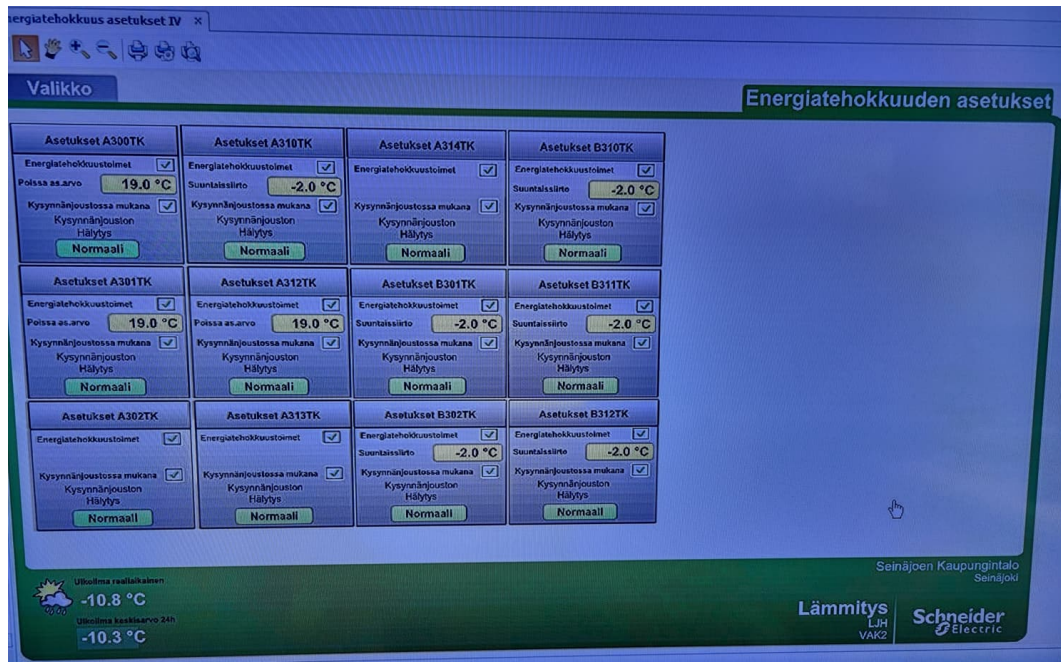 nergiatehokkuus asetukset IV ×
Valikko
Energiatehokkuuden asetukset
Asetukset A300TK
Energiatehokkuustoimet
Poissa as.arvo 19.0 °C
Kysynnänjoustossa mukana
Kysynnänjouston
Hälytys
Normaali
Asetukset A310TK
Energiatehokkuustoimet
Suuntaissiirto -2.0 °C
Kysynnänjoustossa mukana
Kysynnänjouston
Hälytys
Normaali
Asetukset A314TK
Energiatehokkuustoimet
Kysynnänjoustossa mukana
Kysynnänjouston
Hälytys
Normaali
Asetukset B310TK
Energiatehokkuustoimet
Suuntaissiirto -2.0 °C
Kysynnänjoustossa mukana
Kysynnänjouston
Hälytys
Normaali
Asetukset A301TK
Energiatehokkuustoimet
Poissa as.arvo 19.0 °C
Kysynnänjoustossa mukana
Kysynnänjouston
Hälytys
Normaali
Asetukset A312TK
Energiatehokkuustoimet
Poissa as.arvo 19.0 °C
Kysynnänjoustossa mukana
Kysynnänjouston
Hälytys
Normaali
Asetukset B301TK
Energiatehokkuustoimet
Suuntaissiirto -2.0 °C
Kysynnänjoustossa mukana
Kysynnänjouston
Hälytys
Normaali
Asetukset B311TK
Energiatehokkuustoimet
Suuntaissiirto -2.0 °C
Kysynnänjoustossa mukana
Kysynnänjouston
Hälytys
Normaali
Asetukset A302TK
Energiatehokkuustoimet
Kysynnänjoustossa mukana
Kysynnänjouston
Hälytys
Normaali
Asetukset A313TK
Energiatehokkuustoimet
Kysynnänjoustossa mukana
Kysynnänjouston
Hälytys
Normaali
Asetukset B302TK
Energiatehokkuustoimet
Suuntaissiirto -2.0 °C
Kysynnänjoustossa mukana
Kysynnänjouston
Hälytys
Normaali
Asetukset B312TK
Energiatehokkuustoimet
Suuntaissiirto -2.0 °C
Kysynnänjoustossa mukana
Kysynnänjouston
Hälytys
Normaali
Ulkoilma reaaliaikainen
-10.8 °C
Ulkoilma keskiarvo 24h
-10.3 °C
Seinäjoen Kaupungintalo
Seinäjoki
Lämmitys
LJH
VAK2
Schneider
Electric